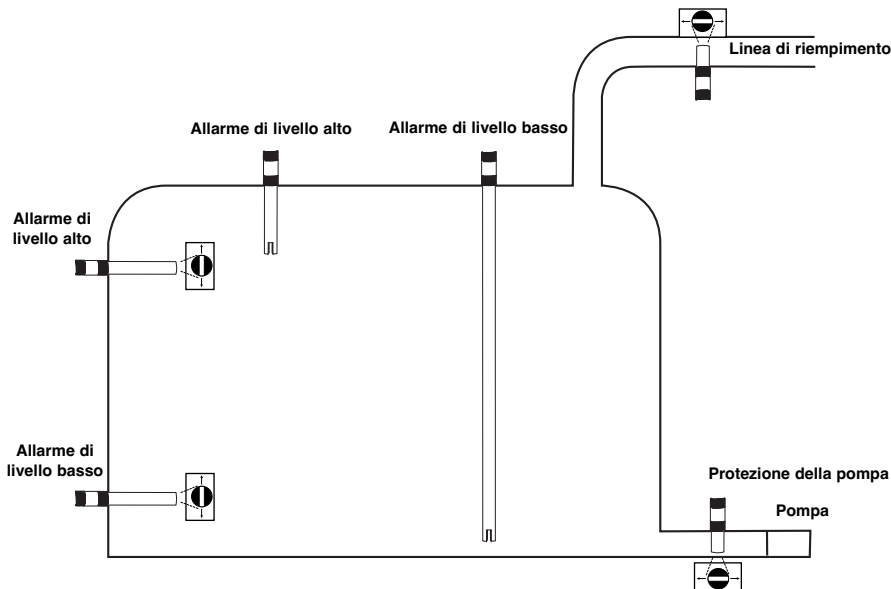 Linea di riempimento
Allarme di livello alto
Allarme di livello basso
Allarme di
livello alto
Allarme di
livello basso
Protezione della pompa
Pompa